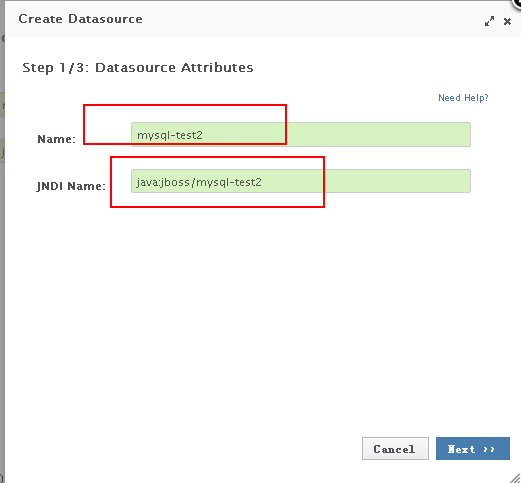 Create Datasource
Step 1/3: Datasource Attributes
Need Help?
Name: mysql-test2
JNDI Name: java:jboss/mysql-test2
Cancel Next >>